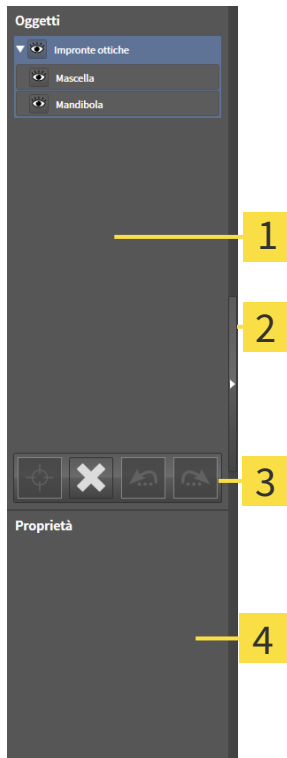 Oggetti
Impronte ottiche
Mascella
Mandibola
1
2
3
Proprietà
4